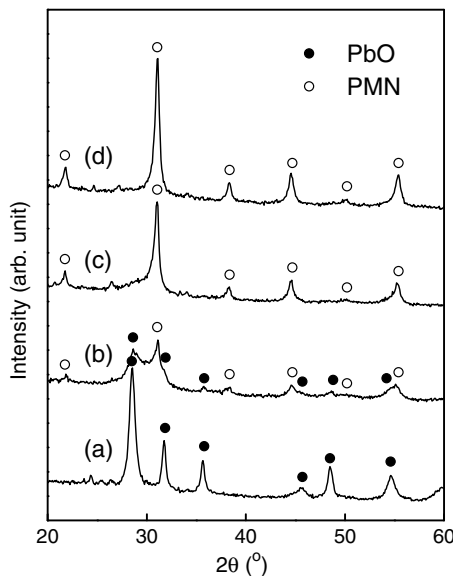 PbO
PMN
(d)
(c)
(b)
(a)
Intensity (arb. unit)
20 30 40 50 60
2θ (°)